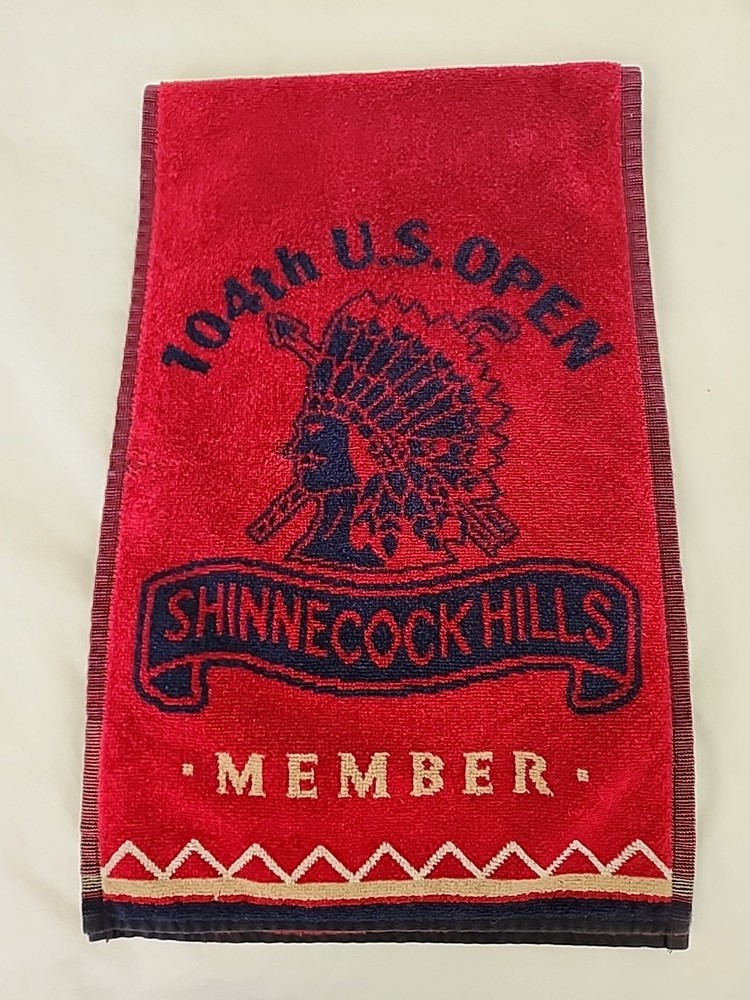 104th U.S. OPEN
SHINNECOCK HILLS
· MEMBER ·